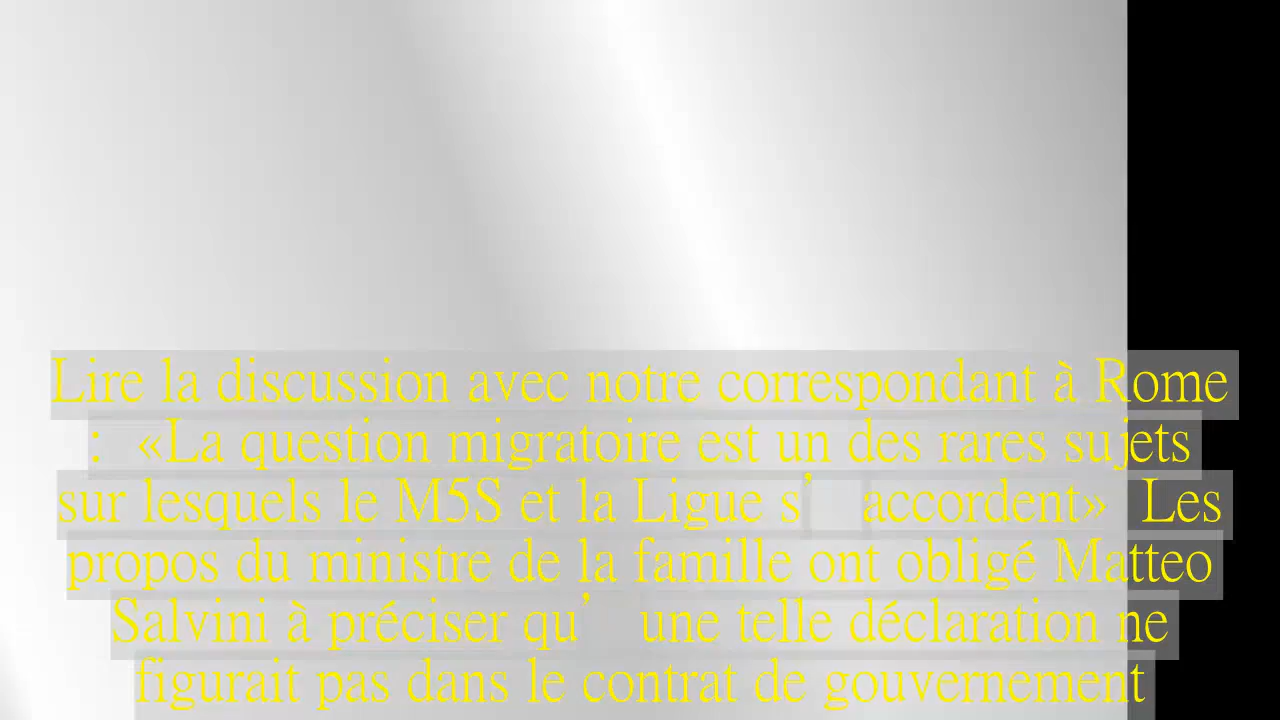 Lire la discussion avec notre correspondant à Rome
: «La question migratoire est un des rares sujets
sur lesquels le M5S et la Ligue s’accordent» Les
propos du ministre de la famille ont obligé Matteo
Salvini à préciser qu’une telle déclaration ne
figurait pas dans le contrat de gouvernement